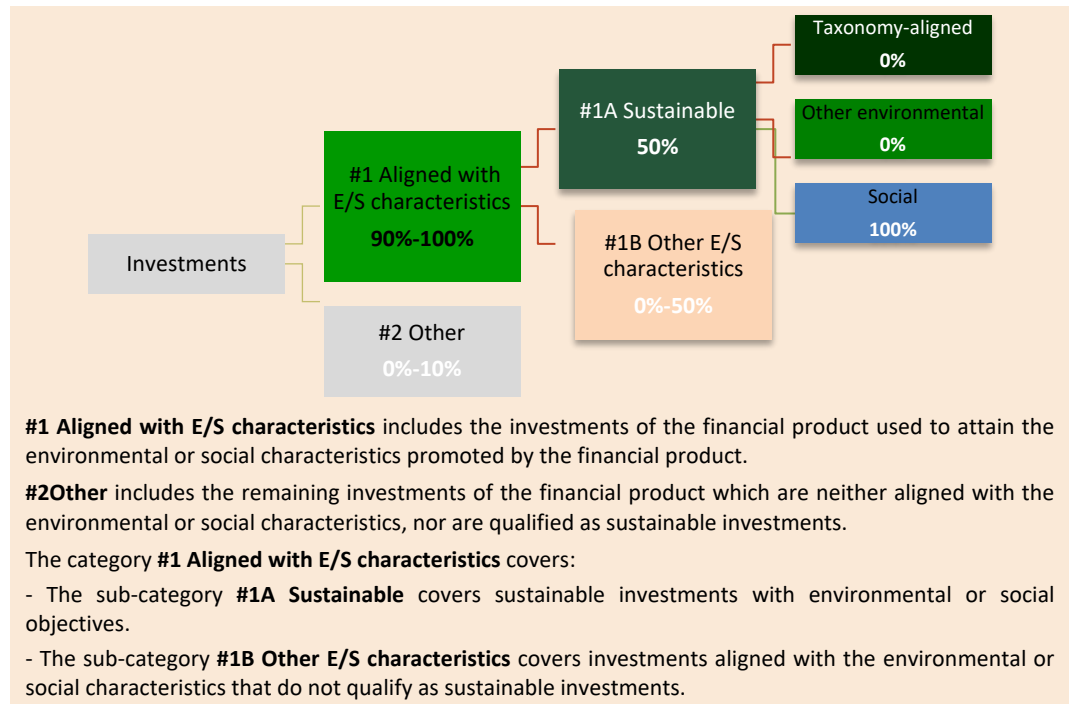 Taxonomy-aligned
0%
#1A Sustainable
50%
Other environmental
0%
#1 Aligned with
E/S characteristics
90%-100%
Social
100%
#1B Other E/S
characteristics
0%-50%
Investments
#2 Other
0%-10%
#1 Aligned with E/S characteristics includes the investments of the financial product used to attain the
environmental or social characteristics promoted by the financial product.
#2Other includes the remaining investments of the financial product which are neither aligned with the
environmental or social characteristics, nor are qualified as sustainable investments.
The category #1 Aligned with E/S characteristics covers:
- The sub-category #1A Sustainable covers sustainable investments with environmental or social
objectives.
- The sub-category #1B Other E/S characteristics covers investments aligned with the environmental or
social characteristics that do not qualify as sustainable investments.